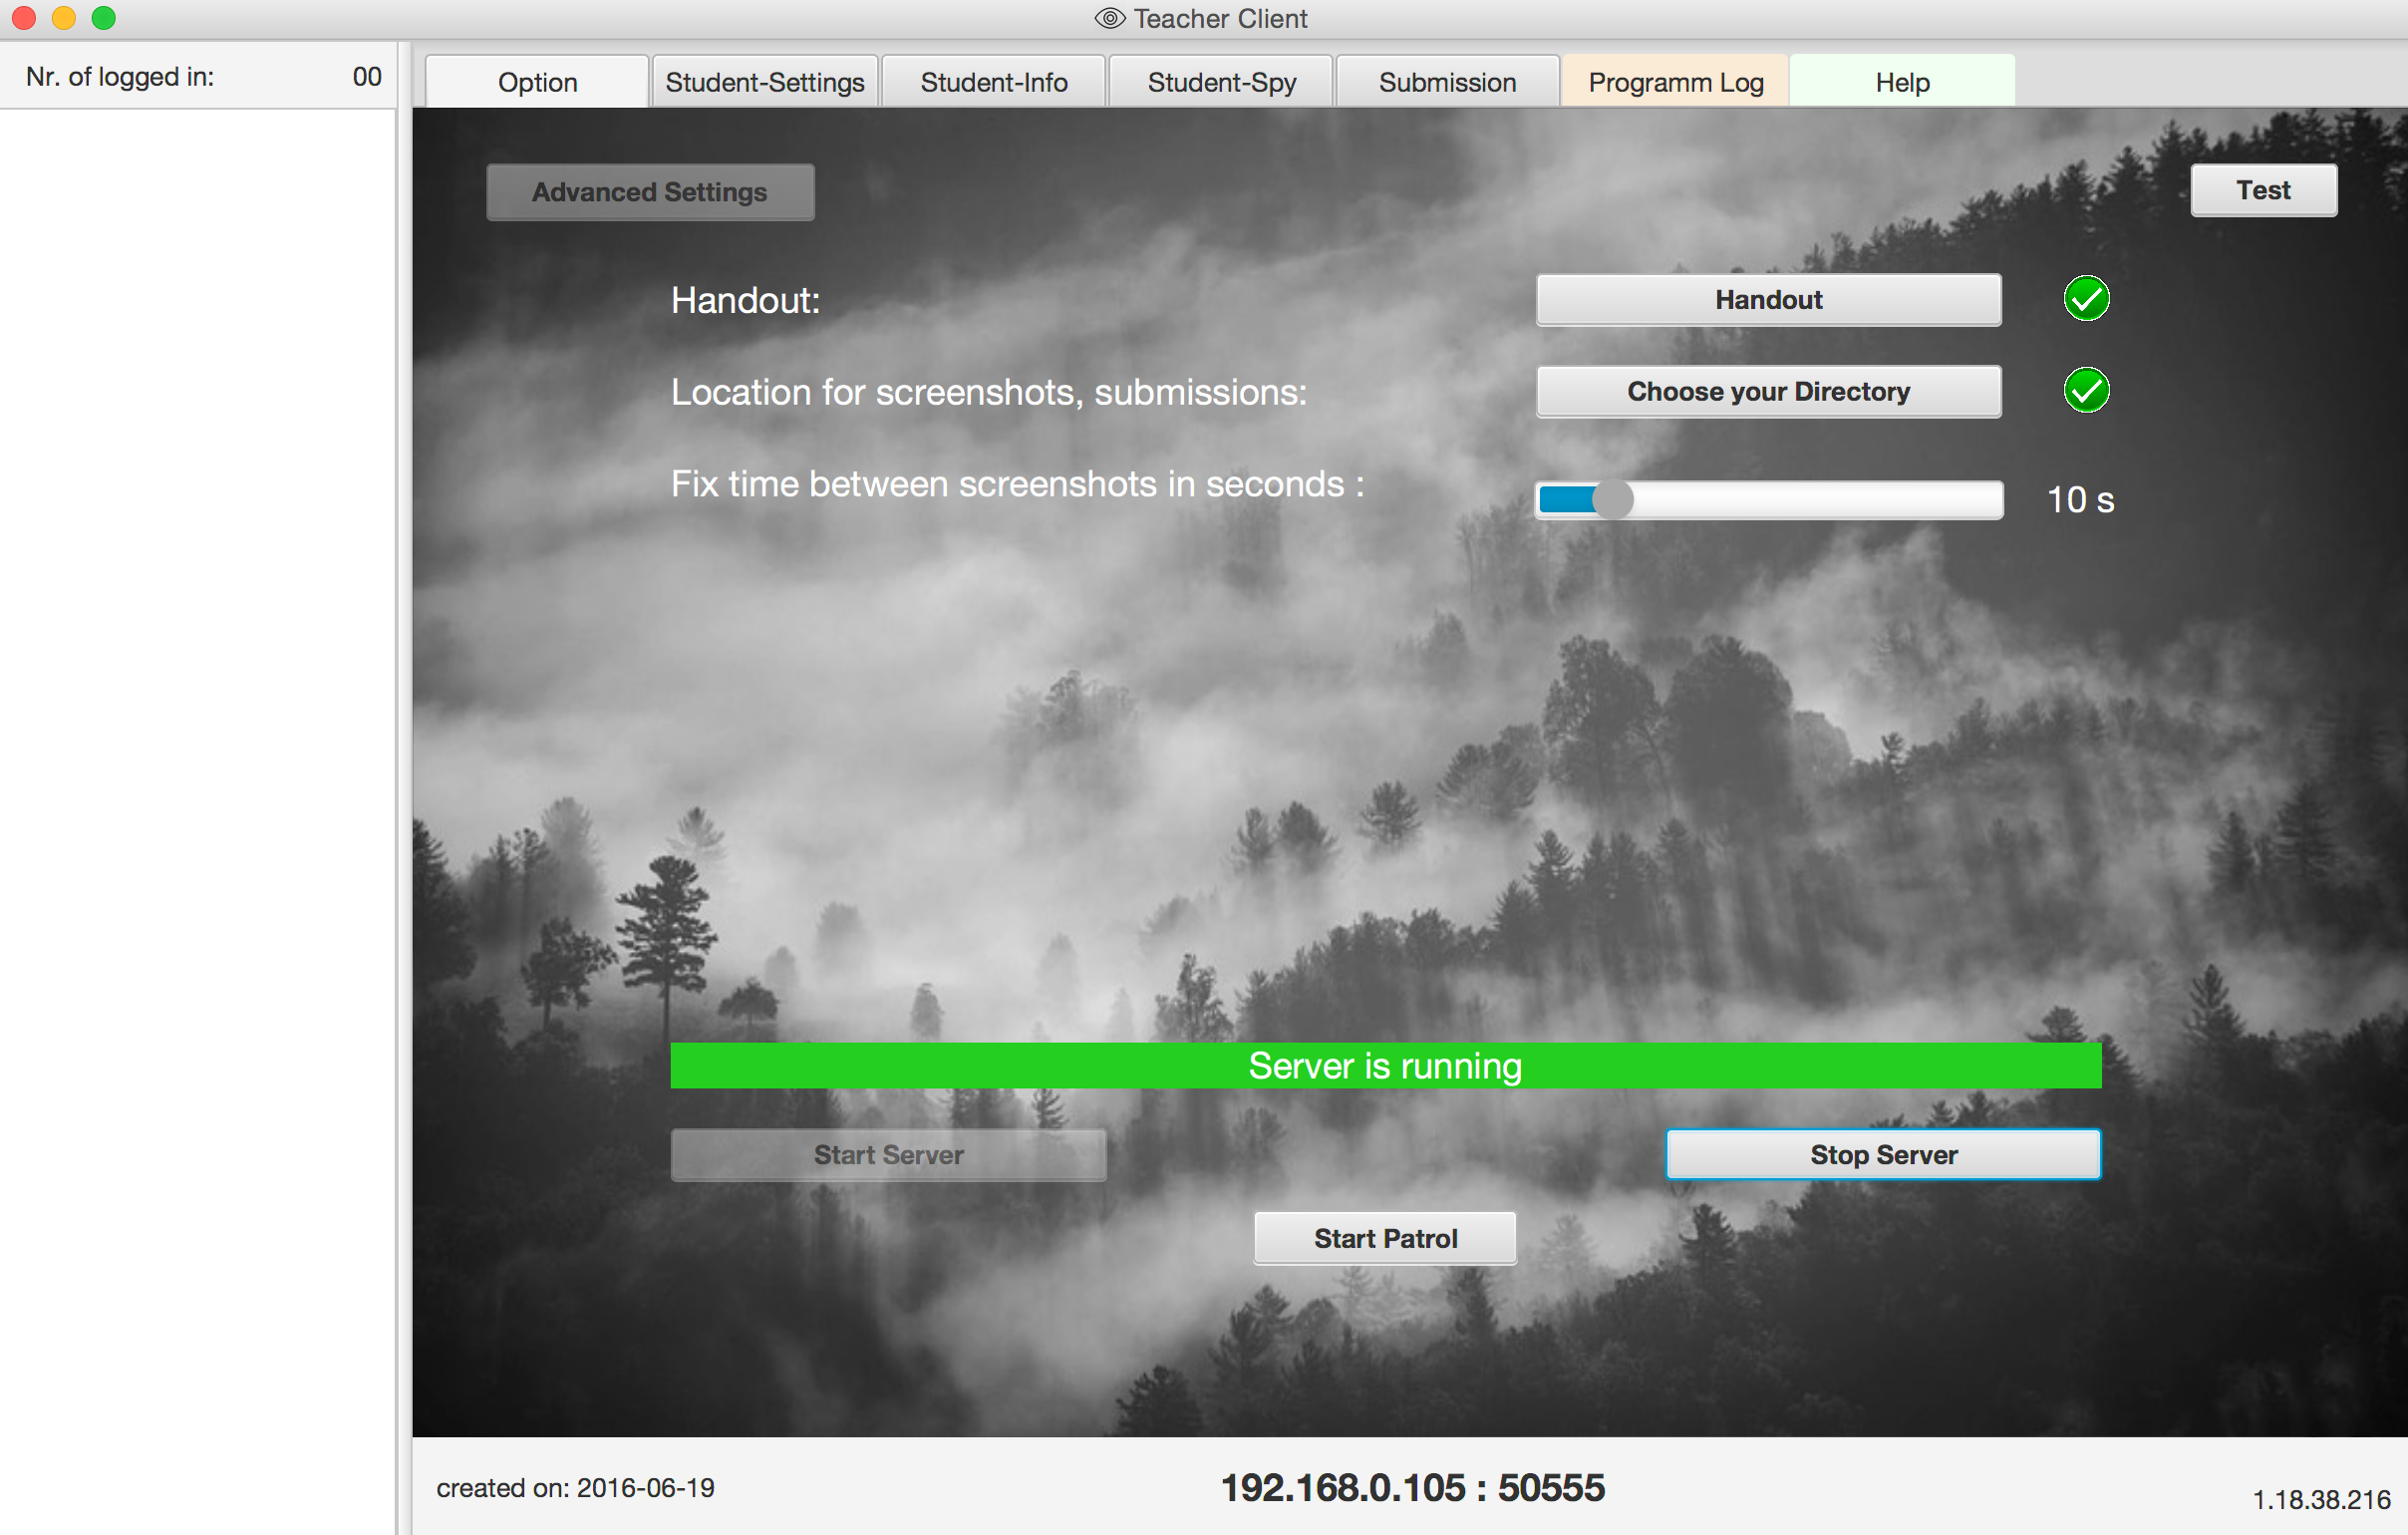 Teacher Client
Nr. of logged in: 00
Option Student-Settings Student-Info Student-Spy Submission Programm Log Help
Advanced Settings Test
Handout: Handout
Location for screenshots, submissions: Choose your Directory
Fix time between screenshots in seconds : 10 s
Server is running
Start Server Stop Server
Start Patrol
created on: 2016-06-19 192.168.0.105 : 50555 1.18.38.216